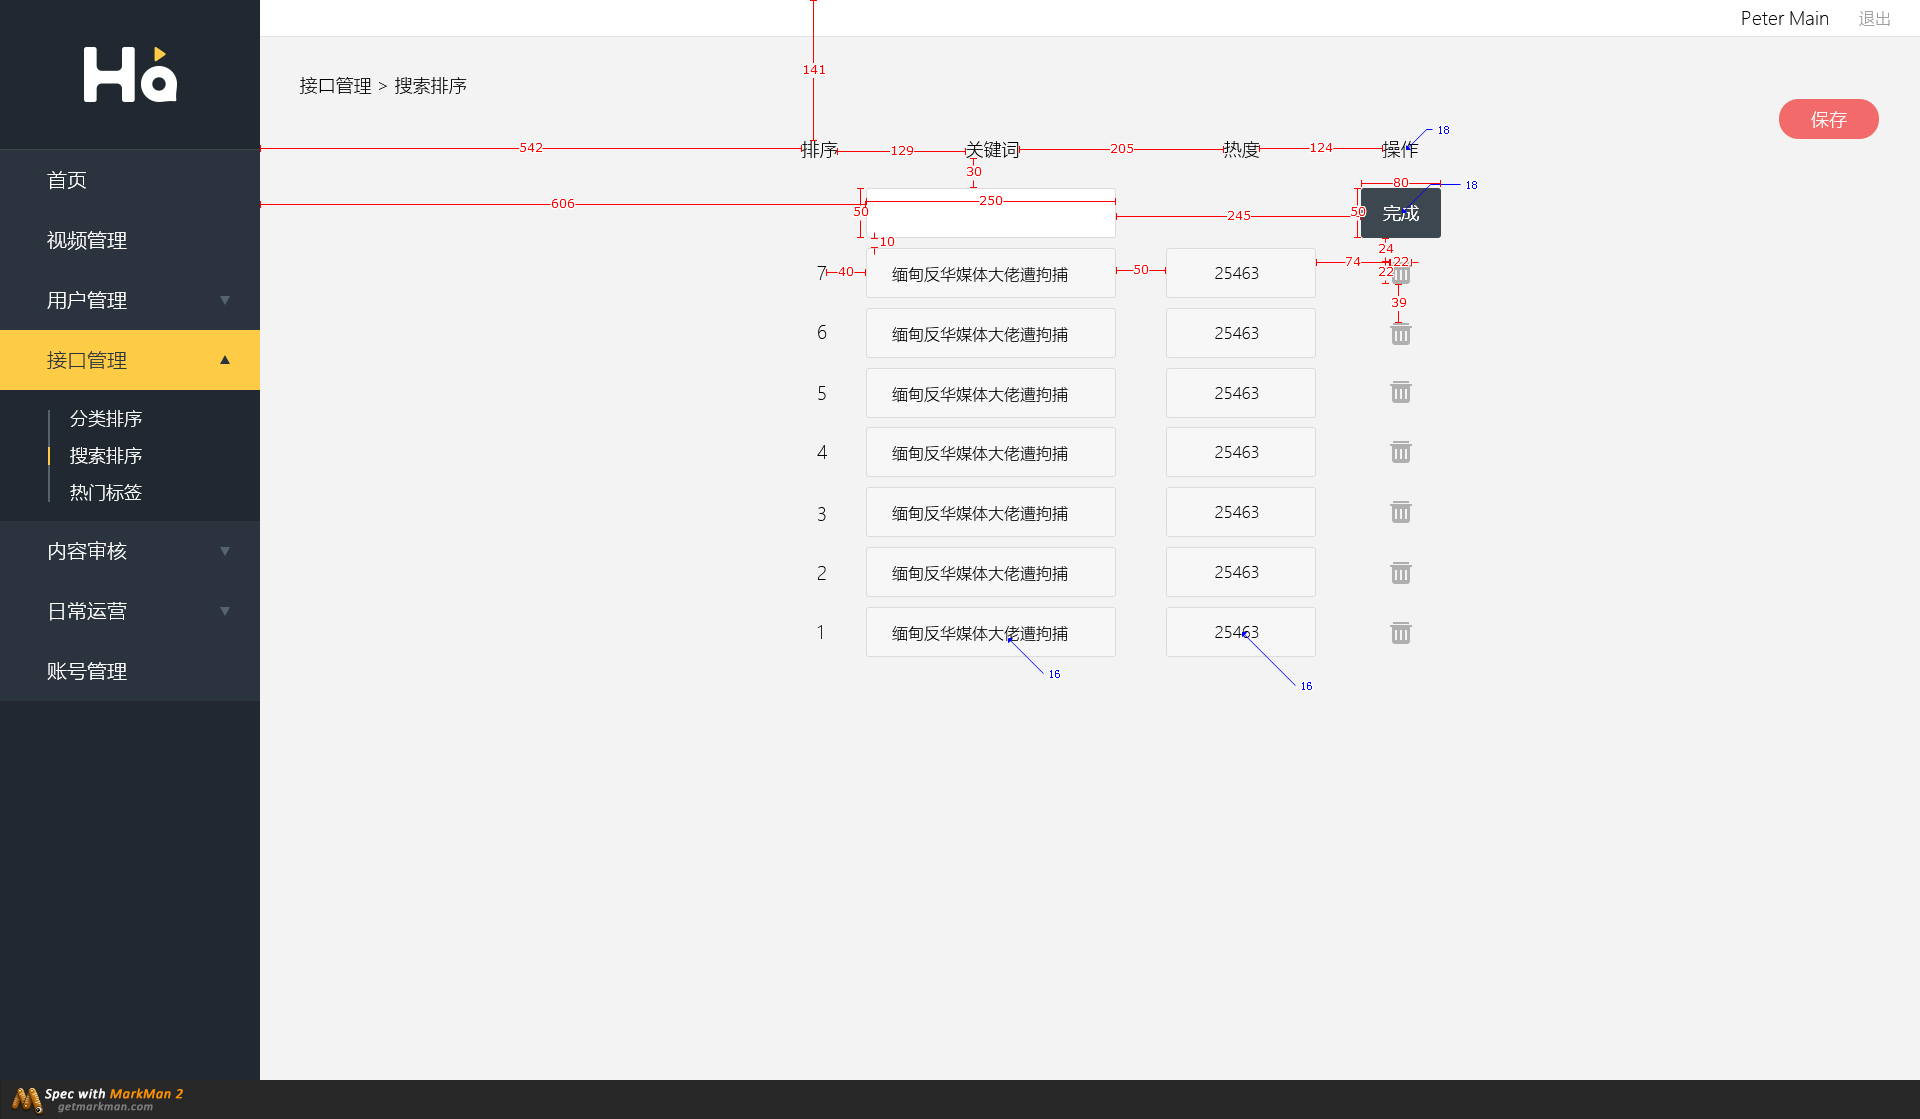 Peter Main 退出
Ha
141
接口管理 > 搜索排序
保存
18
542 排序 129 关键词 205 热度 124 操作
30
首页
80
18
606 50 250 245 50 完成
视频管理
10 24
7 40 缅甸反华媒体大佬遭拘捕 50 25463 74 22
22
用户管理
39
6 缅甸反华媒体大佬遭拘捕 25463
接口管理
5 缅甸反华媒体大佬遭拘捕 25463
分类排序
搜索排序
4 缅甸反华媒体大佬遭拘捕 25463
热门标签
3 缅甸反华媒体大佬遭拘捕 25463
内容审核
2 缅甸反华媒体大佬遭拘捕 25463
日常运营
1 缅甸反华媒体大佬遭拘捕 25463
账号管理
16
16
Spec with MarkMan 2
getmarkman.com